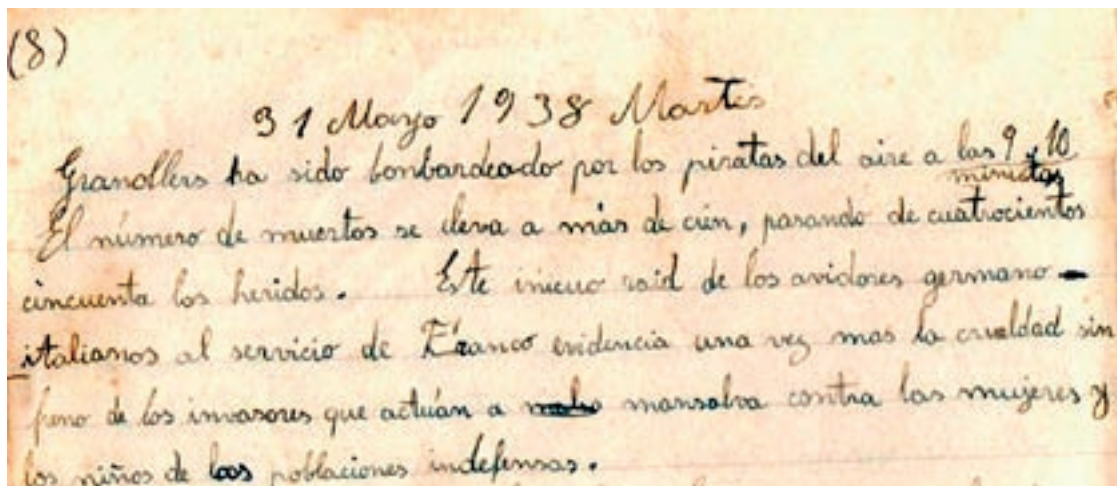 (8)
31 Mayo 1938 Martes
Granollers ha sido bombardeado por los piratas del aire a las 9 y 10
minutos
El número de muertos se eleva a más de cién, pasando de cuatrocientos
cincuenta los heridos. Este inicuo raid de los aviadores germano-
italianos al servicio de Franco evidencia una vez mas la crueldad sin
freno de los invasores que actúan a mansalva contra las mujeres y
los niños de las poblaciones indefensas.